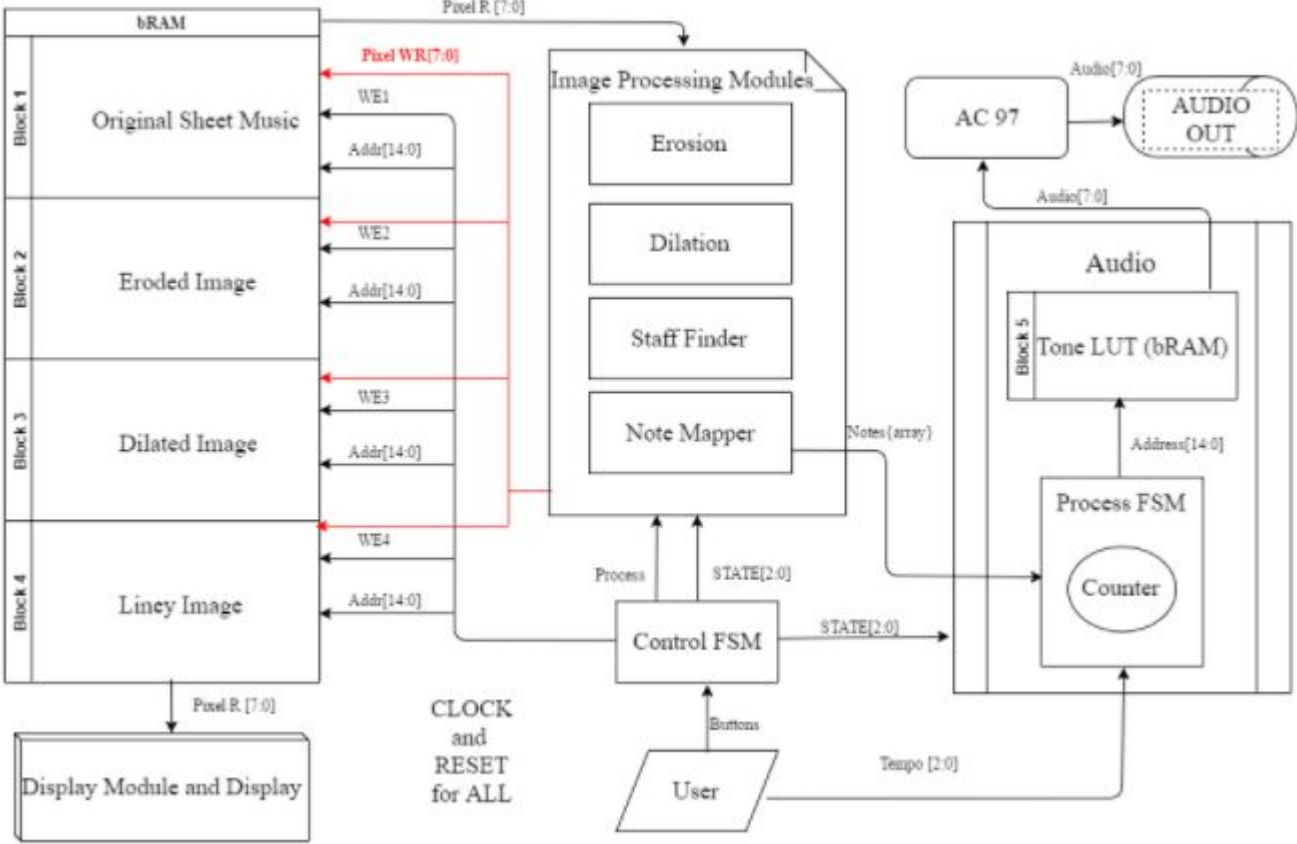 bRAM
Block 1
Original Sheet Music
Block 2
Eroded Image
Block 3
Dilated Image
Block 4
Liney Image
Pixel R [7:0]
Display Module and Display
Pixel R [7:0]
Pixel WR[7:0]
WE1
Addr[14:0]
WE2
Addr[14:0]
WE3
Addr[14:0]
WE4
Addr[14:0]
CLOCK
and
RESET
for ALL
Image Processing Modules
Erosion
Dilation
Staff Finder
Note Mapper
Notes{array}
Process
STATE[2:0]
Control FSM
STATE[2:0]
Buttons
User
Tempo [2:0]
AC 97
Audio[7:0]
AUDIO
OUT
Audio[7:0]
Audio
Block 5
Tone LUT (bRAM)
Address[14:0]
Process FSM
Counter